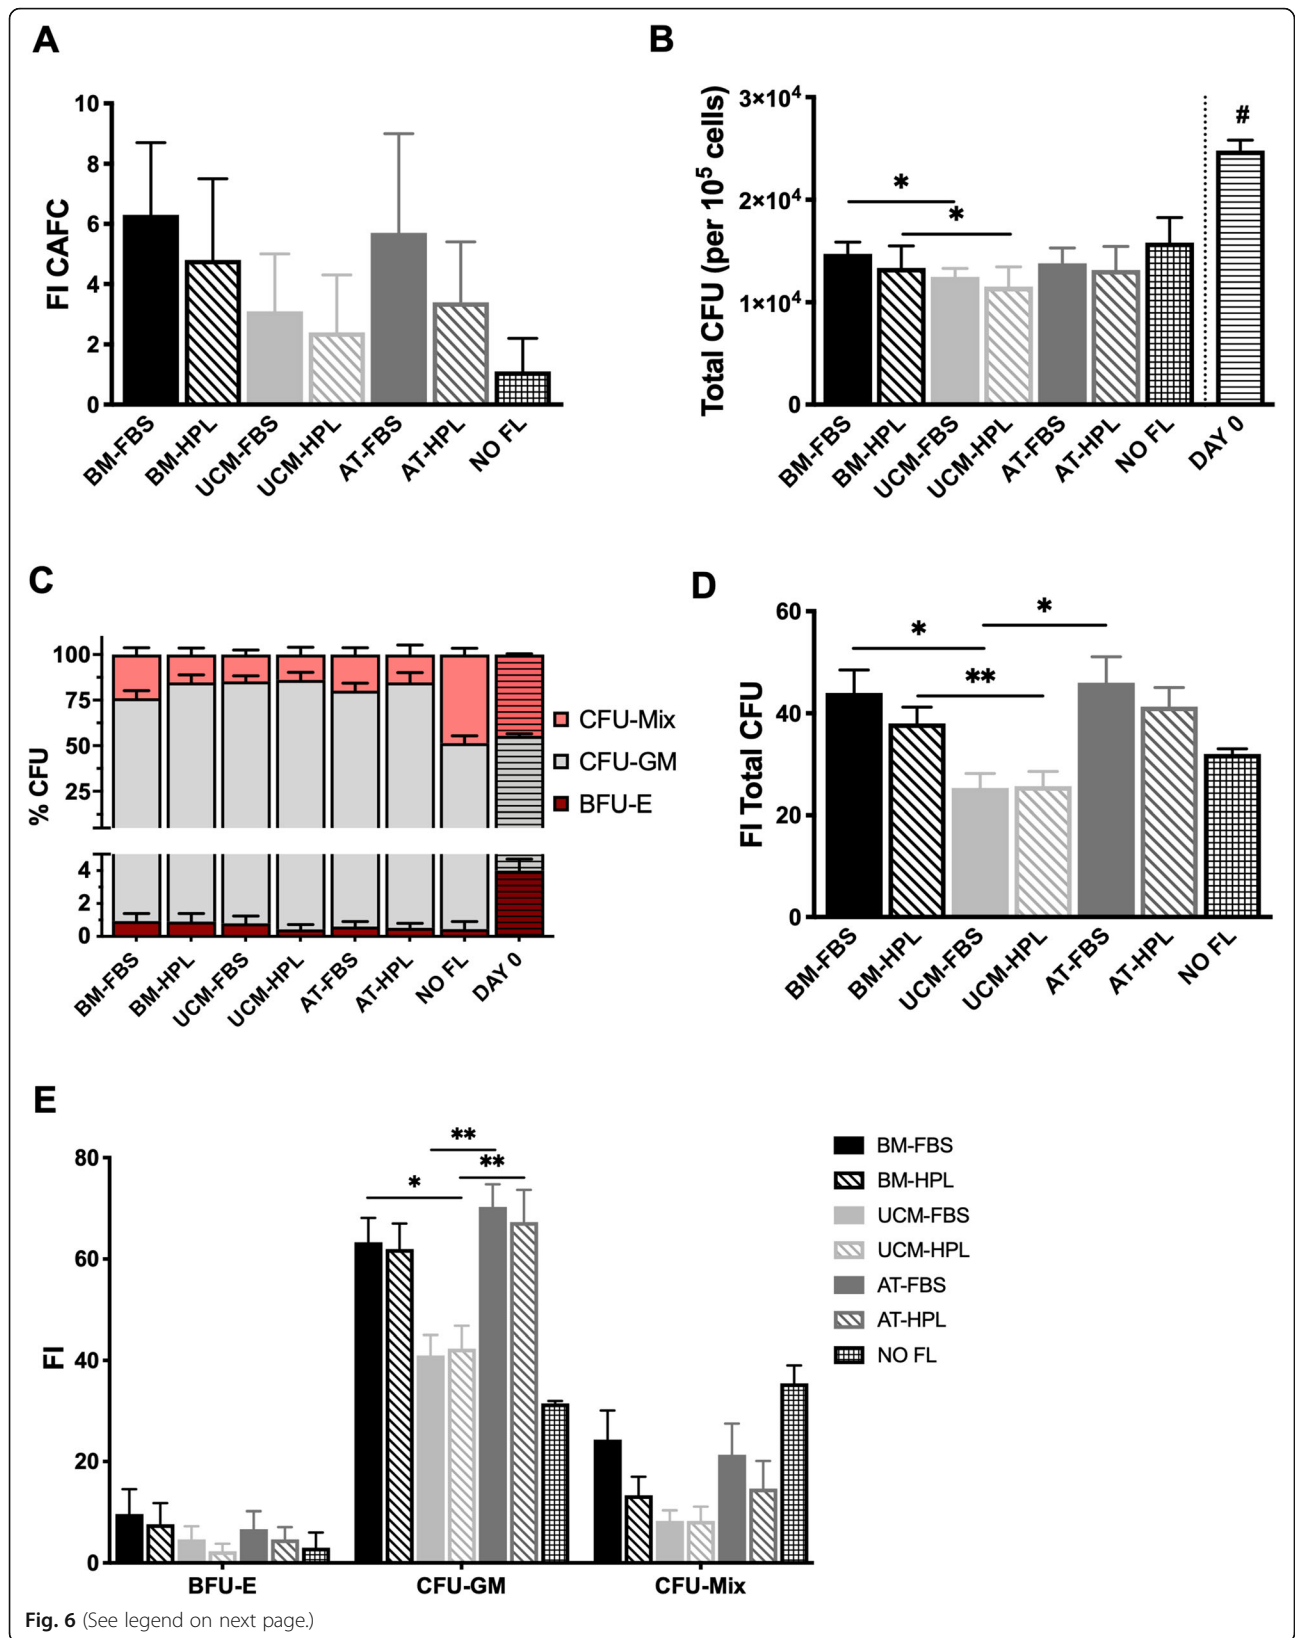 A
FI CAFC
10
8
6
4
2
0
BM-FBS
BM-HPL
UCM-FBS
UCM-HPL
AT-FBS
AT-HPL
NO FL
B
Total CFU (per 10⁵ cells)
3×10⁴
2×10⁴
1×10⁴
0
*
*
#
BM-FBS
BM-HPL
UCM-FBS
UCM-HPL
AT-FBS
AT-HPL
NO FL
DAY 0
C
% CFU
100
75
50
25
4
2
0
BM-FBS
BM-HPL
UCM-FBS
UCM-HPL
AT-FBS
AT-HPL
NO FL
DAY 0
CFU-Mix
CFU-GM
BFU-E
D
FI Total CFU
60
40
20
0
*
*
**
BM-FBS
BM-HPL
UCM-FBS
UCM-HPL
AT-FBS
AT-HPL
NO FL
E
FI
80
60
40
20
0
**
**
*
BFU-E
CFU-GM
CFU-Mix
BM-FBS
BM-HPL
UCM-FBS
UCM-HPL
AT-FBS
AT-HPL
NO FL
Fig. 6 (See legend on next page.)